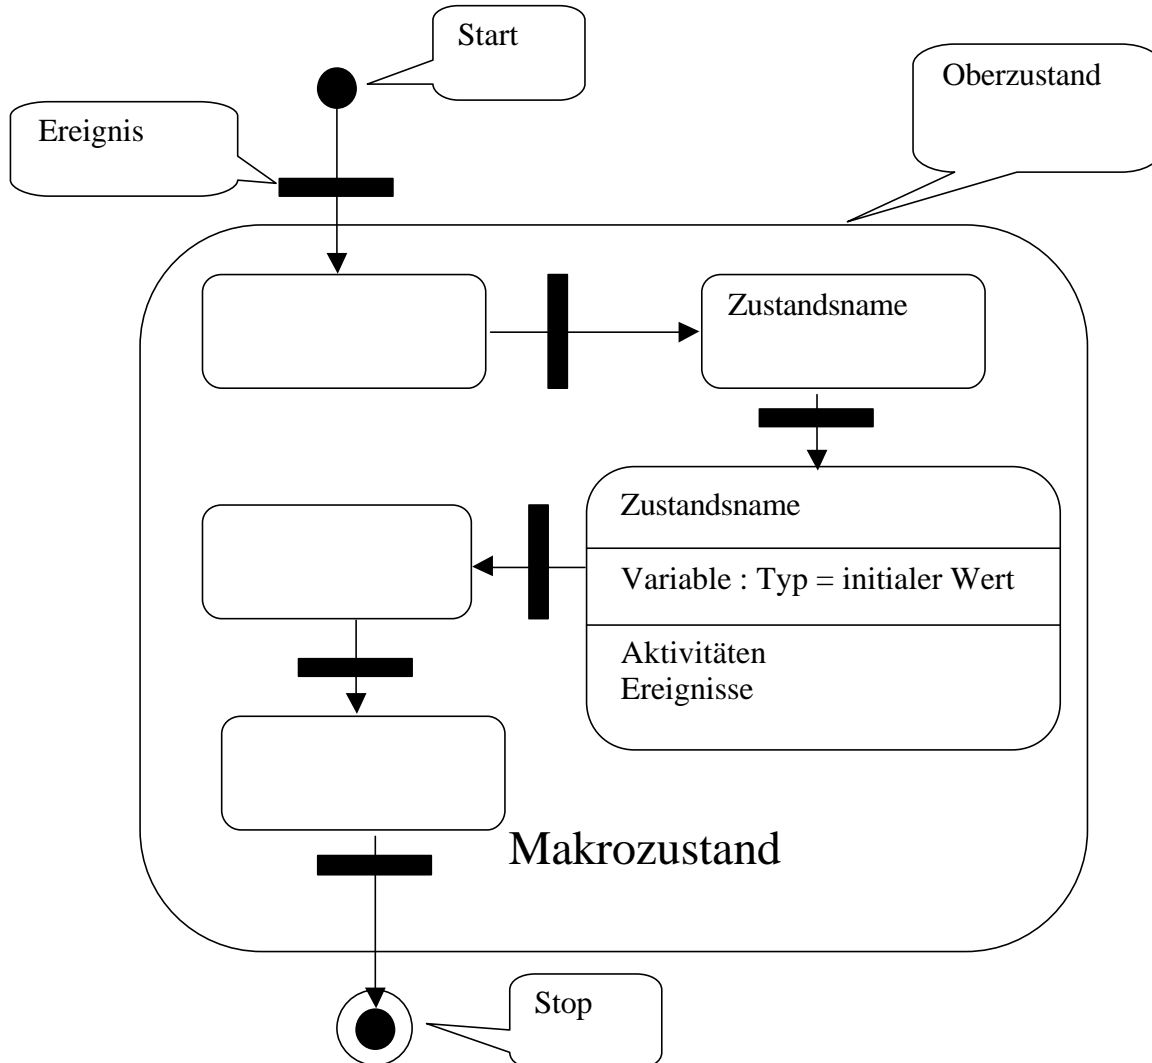 Start
Oberzustand
Ereignis
Zustandsname
Zustandsname
Variable : Typ = initialer Wert
Aktivitäten
Ereignisse
Makrozustand
Stop